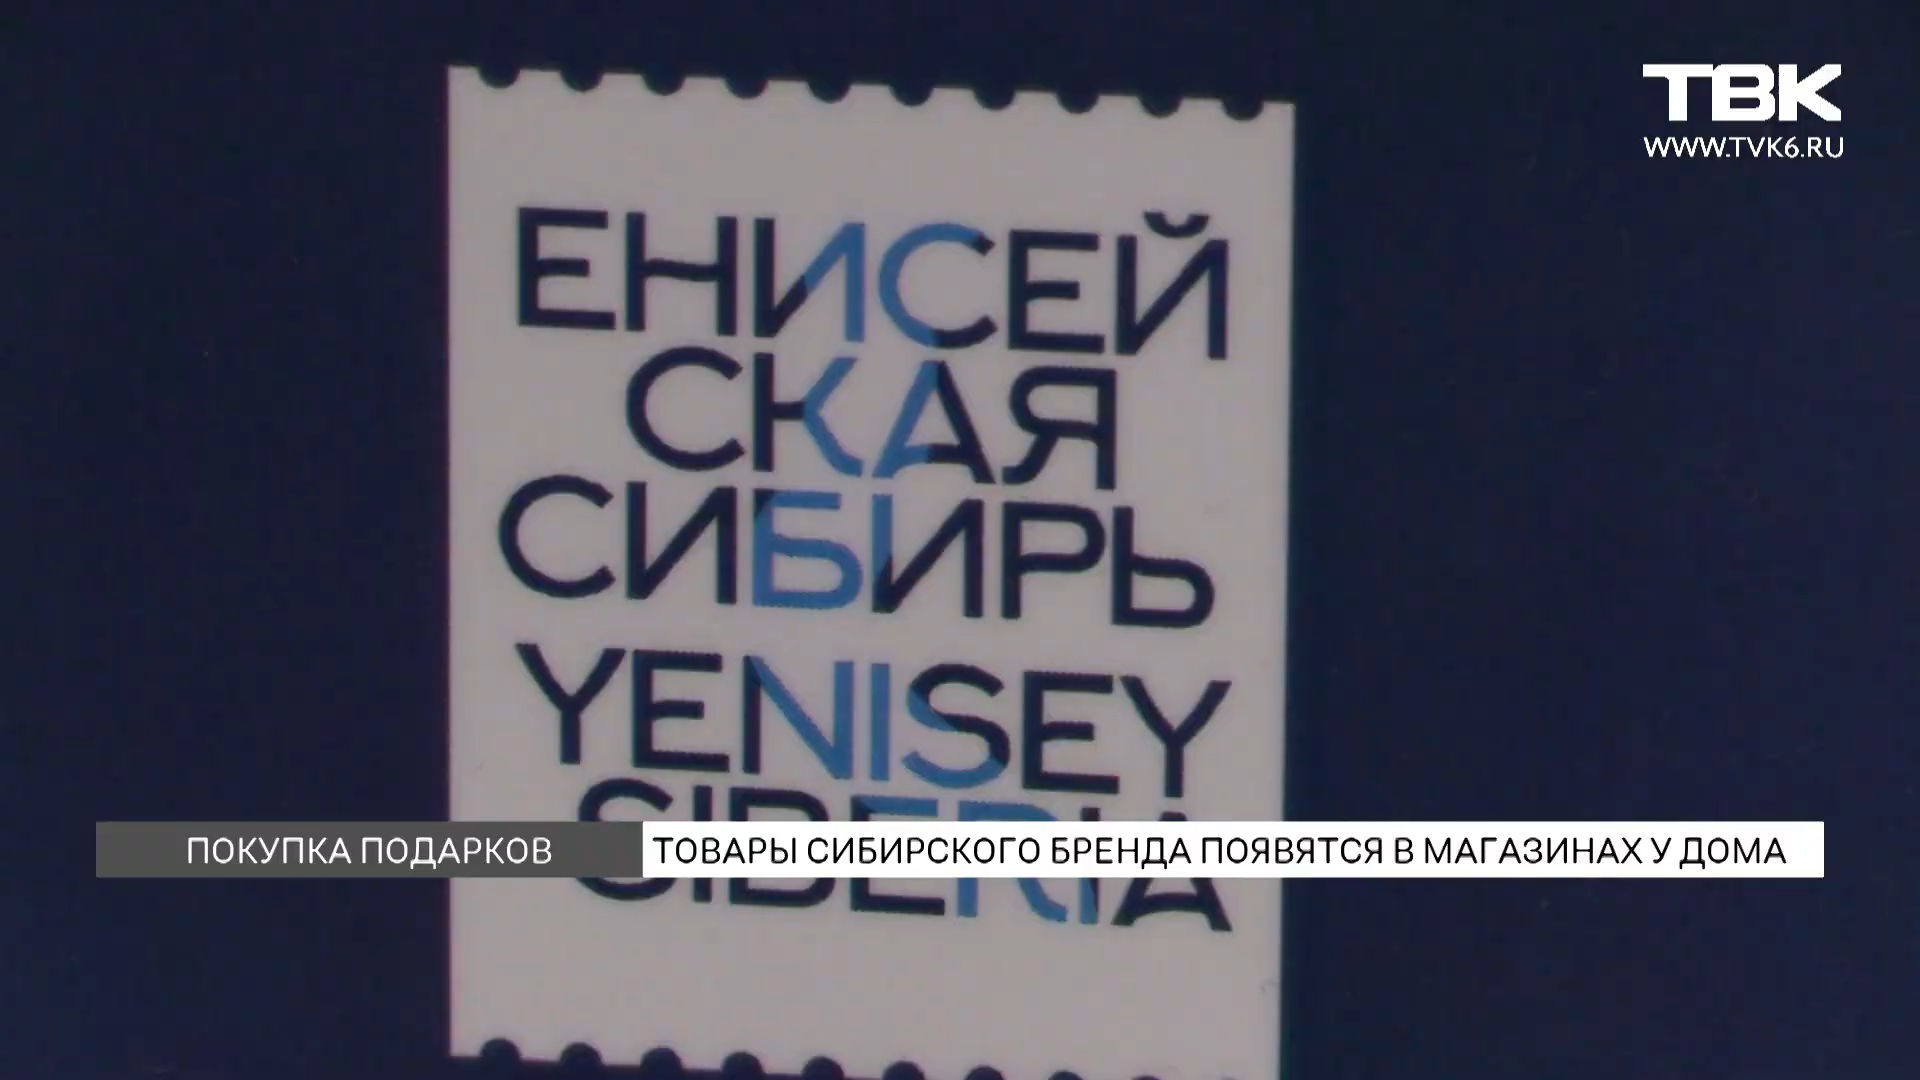 ТВК
WWW.TVK6.RU
ЕНИСЕЙ
СКАЯ
СИБИРЬ
YENISEY
SIBERIA
ПОКУПКА ПОДАРКОВ
ТОВАРЫ СИБИРСКОГО БРЕНДА ПОЯВЯТСЯ В МАГАЗИНАХ У ДОМА